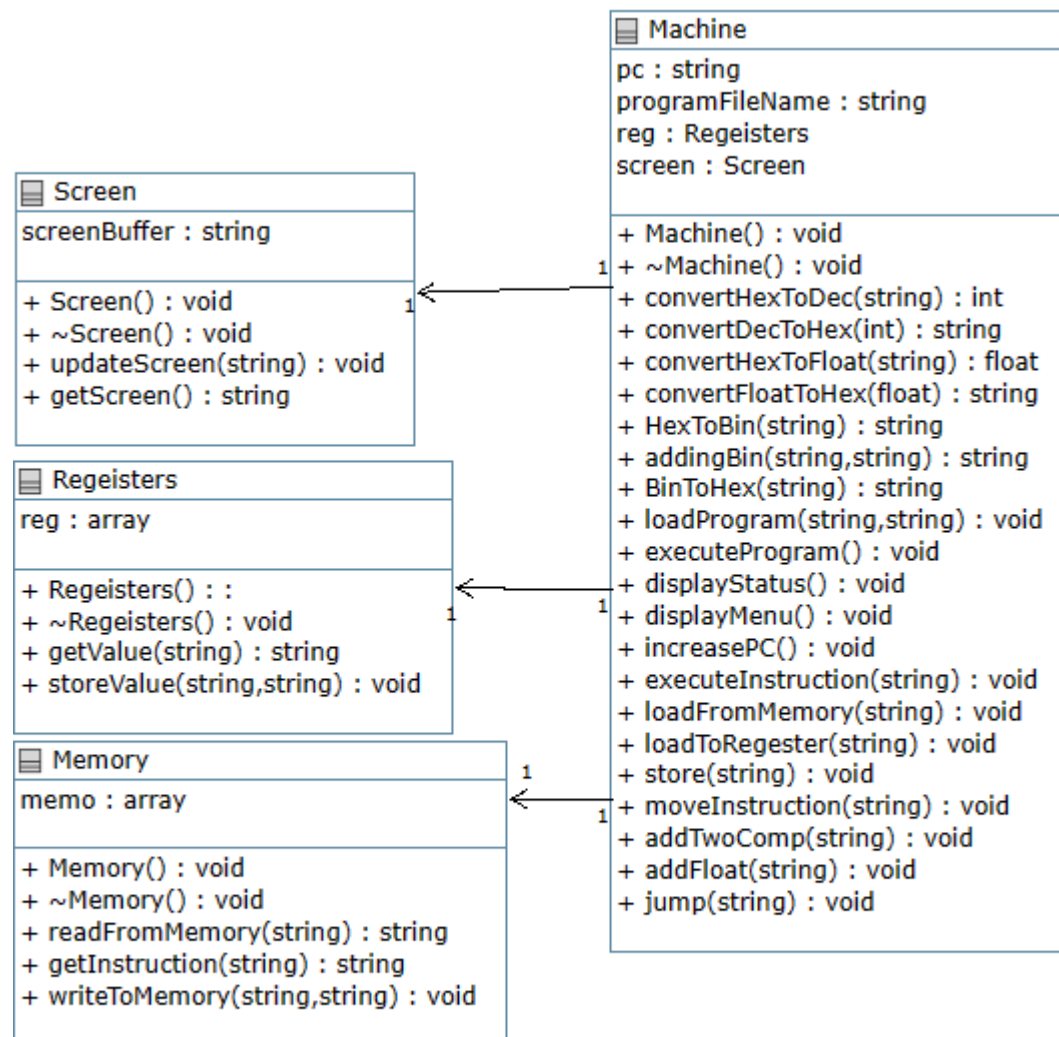 Machine
pc : string
programFileName : string
reg : Regeisters
screen : Screen
+ Machine() : void
+ ~Machine() : void
+ convertHexToDec(string) : int
+ convertDecToHex(int) : string
+ convertHexToFloat(string) : float
+ convertFloatToHex(float) : string
+ HexToBin(string) : string
+ addingBin(string,string) : string
+ BinToHex(string) : string
+ loadProgram(string,string) : void
+ executeProgram() : void
+ displayStatus() : void
+ displayMenu() : void
+ increasePC() : void
+ executeInstruction(string) : void
+ loadFromMemory(string) : void
+ loadToRegester(string) : void
+ store(string) : void
+ moveInstruction(string) : void
+ addTwoComp(string) : void
+ addFloat(string) : void
+ jump(string) : void
Screen
screenBuffer : string
+ Screen() : void
+ ~Screen() : void
+ updateScreen(string) : void
+ getScreen() : string
1
1
Regeisters
reg : array
+ Regeisters() : :
+ ~Regeisters() : void
+ getValue(string) : string
+ storeValue(string,string) : void
1
1
Memory
memo : array
+ Memory() : void
+ ~Memory() : void
+ readFromMemory(string) : string
+ getInstruction(string) : string
+ writeToMemory(string,string) : void
1
1